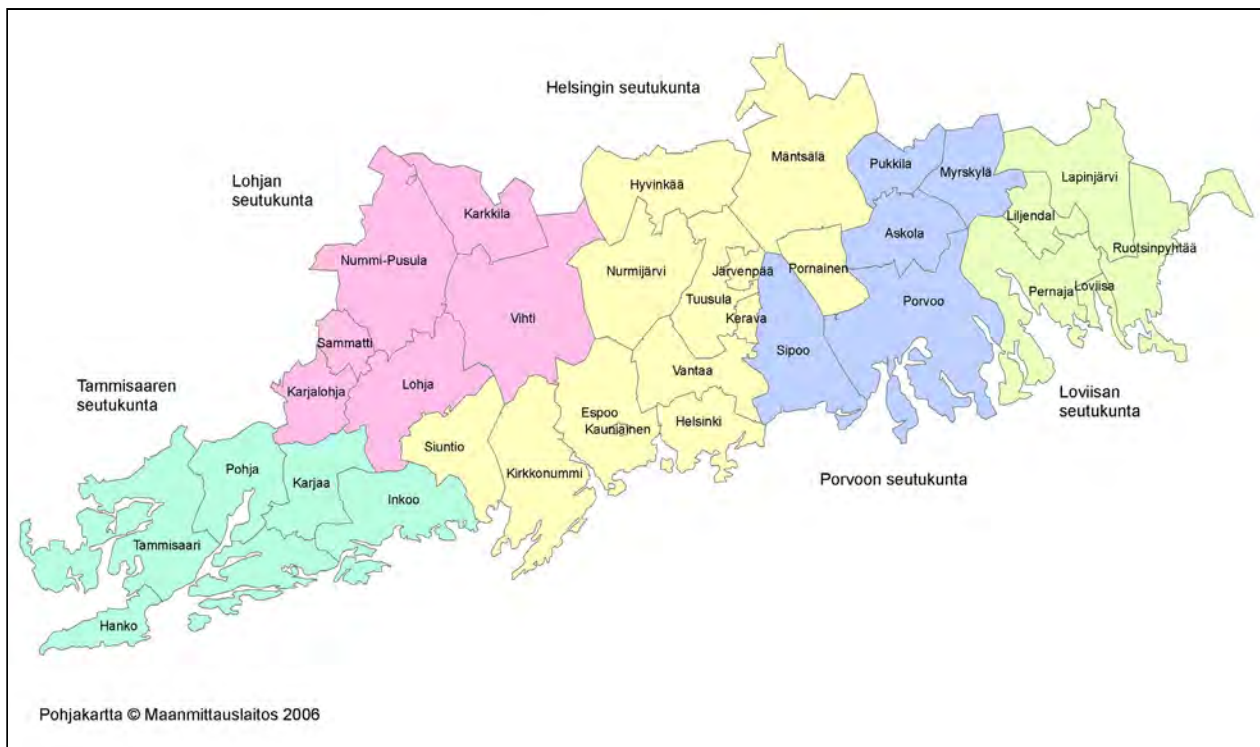 Helsingin seutukunta
Mäntsälä
Pukkila
Myrskylä
Lapinjärvi
Lohjan
seutukunta
Karkkila
Hyvinkää
Liljendal
Askola
Ruotsinpyhtää
Nummi-Pusula
Nurmijärvi
Järvenpää
Pornainen
Pernaja
Loviisa
Tuusula
Porvoo
Kerava
Vihti
Sammatti
Sipoo
Vantaa
Tammisaaren
seutukunta
Karjalohja
Lohja
Loviisan
seutukunta
Espoo
Kauniainen
Helsinki
Siuntio
Kirkkonummi
Porvoon seutukunta
Pohja
Karjaa
Inkoo
Tammisaari
Hanko
Pohjakartta © Maanmittauslaitos 2006